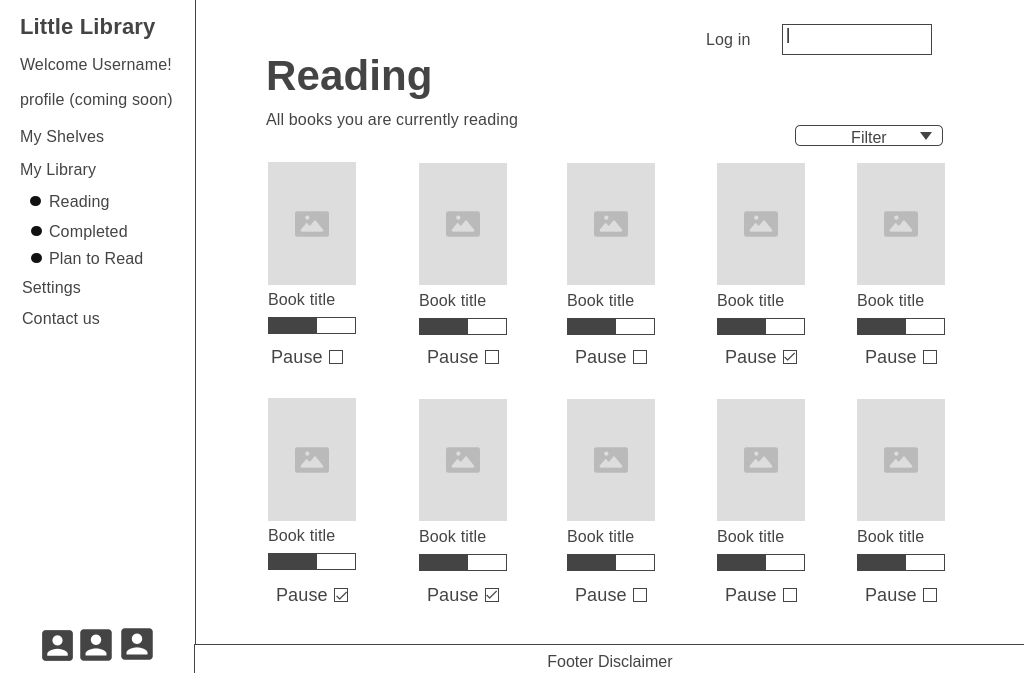 Little Library
Welcome Username!
profile (coming soon)
My Shelves
My Library
Reading
Completed
Plan to Read
Settings
Contact us
Log in
Reading
All books you are currently reading
Filter
Book title Book title Book title Book title Book title
Pause Pause Pause Pause Pause
Book title Book title Book title Book title Book title
Pause Pause Pause Pause Pause
Footer Disclaimer